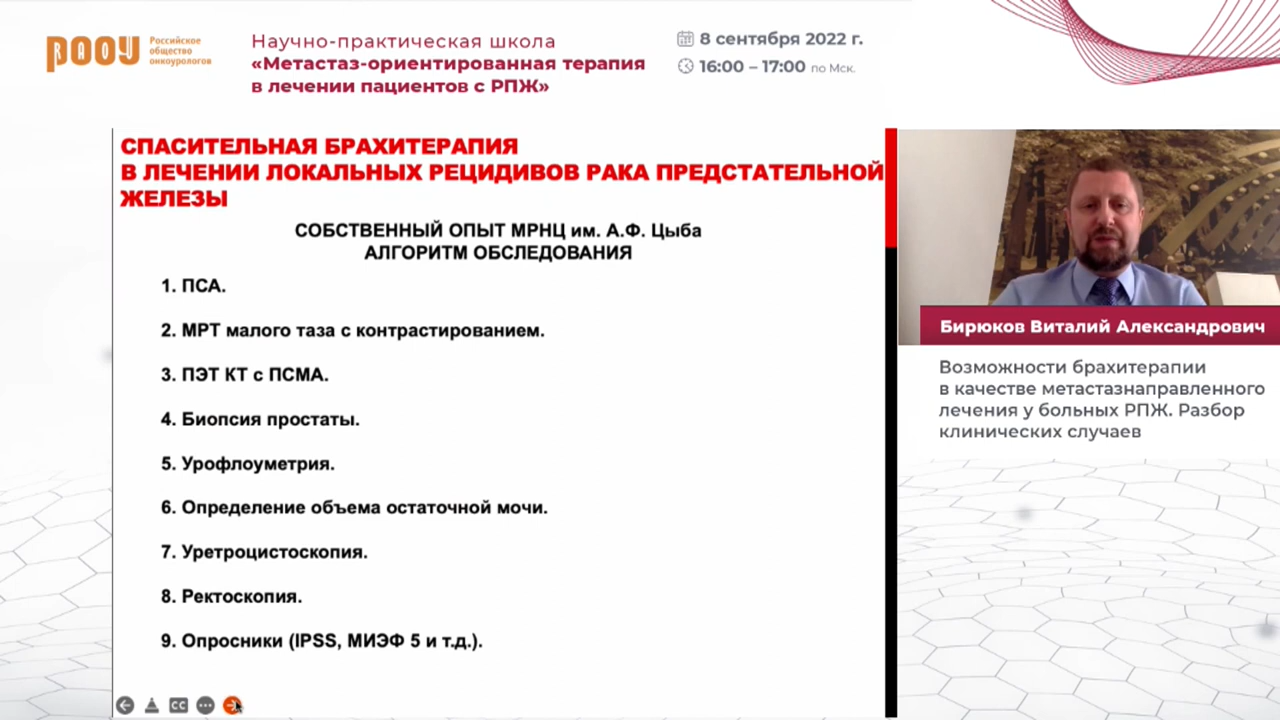 РАОУ
Российское
общество
онкоурологов
Научно-практическая школа
«Метастаз-ориентированная терапия
в лечении пациентов с РПЖ»
8 сентября 2022 г.
16:00 – 17:00 по Мск.
СПАСИТЕЛЬНАЯ БРАХИТЕРАПИЯ
В ЛЕЧЕНИИ ЛОКАЛЬНЫХ РЕЦИДИВОВ РАКА ПРЕДСТАТЕЛЬНОЙ
ЖЕЛЕЗЫ
СОБСТВЕННЫЙ ОПЫТ МРНЦ им. А.Ф. Цыба
АЛГОРИТМ ОБСЛЕДОВАНИЯ
1. ПСА.
2. МРТ малого таза с контрастированием.
3. ПЭТ КТ с ПСМА.
4. Биопсия простаты.
5. Урофлоуметрия.
6. Определение объема остаточной мочи.
7. Уретроцистоскопия.
8. Ректоскопия.
9. Опросники (IPSS, МИЭФ 5 и т.д.).
CC
Бирюков Виталий Александрович
Возможности брахитерапии
в качестве метастазнаправленного
лечения у больных РПЖ. Разбор
клинических случаев